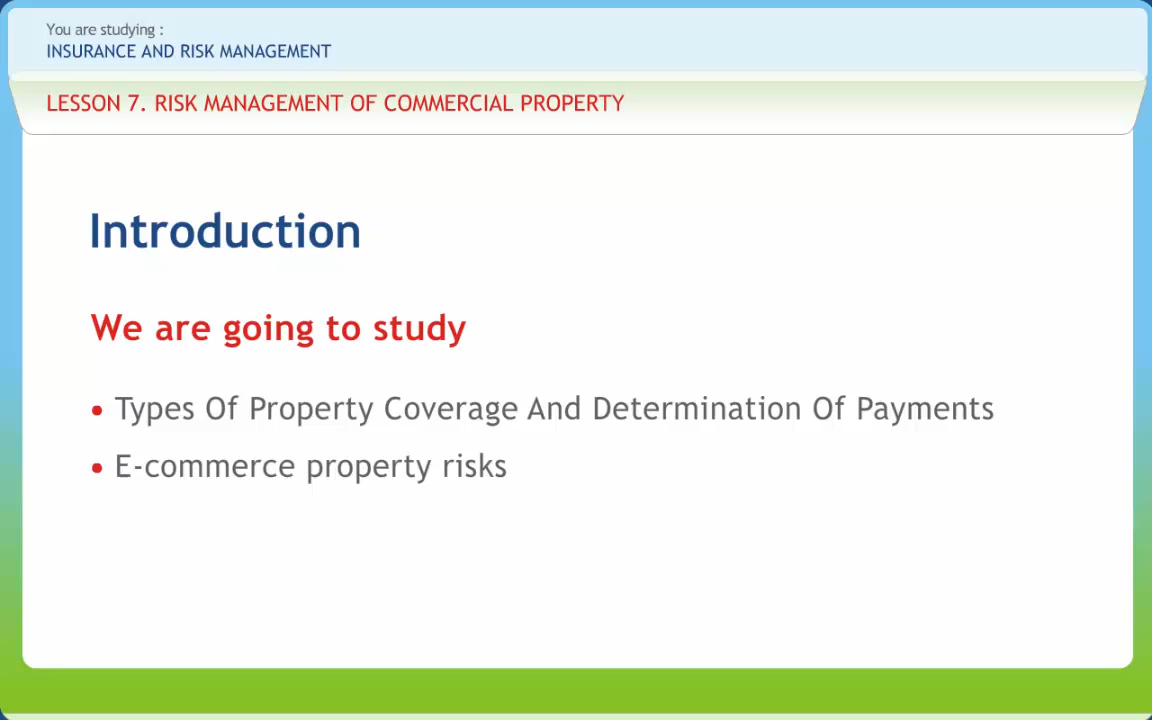 You are studying :
INSURANCE AND RISK MANAGEMENT
LESSON 7. RISK MANAGEMENT OF COMMERCIAL PROPERTY
Introduction
We are going to study
• Types Of Property Coverage And Determination Of Payments
• E-commerce property risks